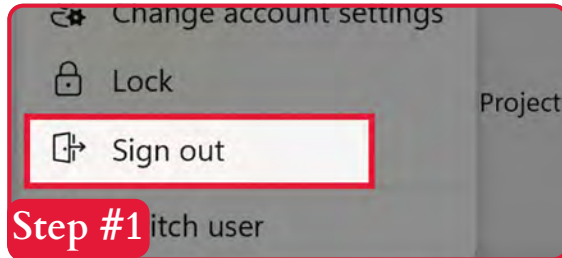 Change account settings
Lock
Project
Sign out
Step #1
itch user